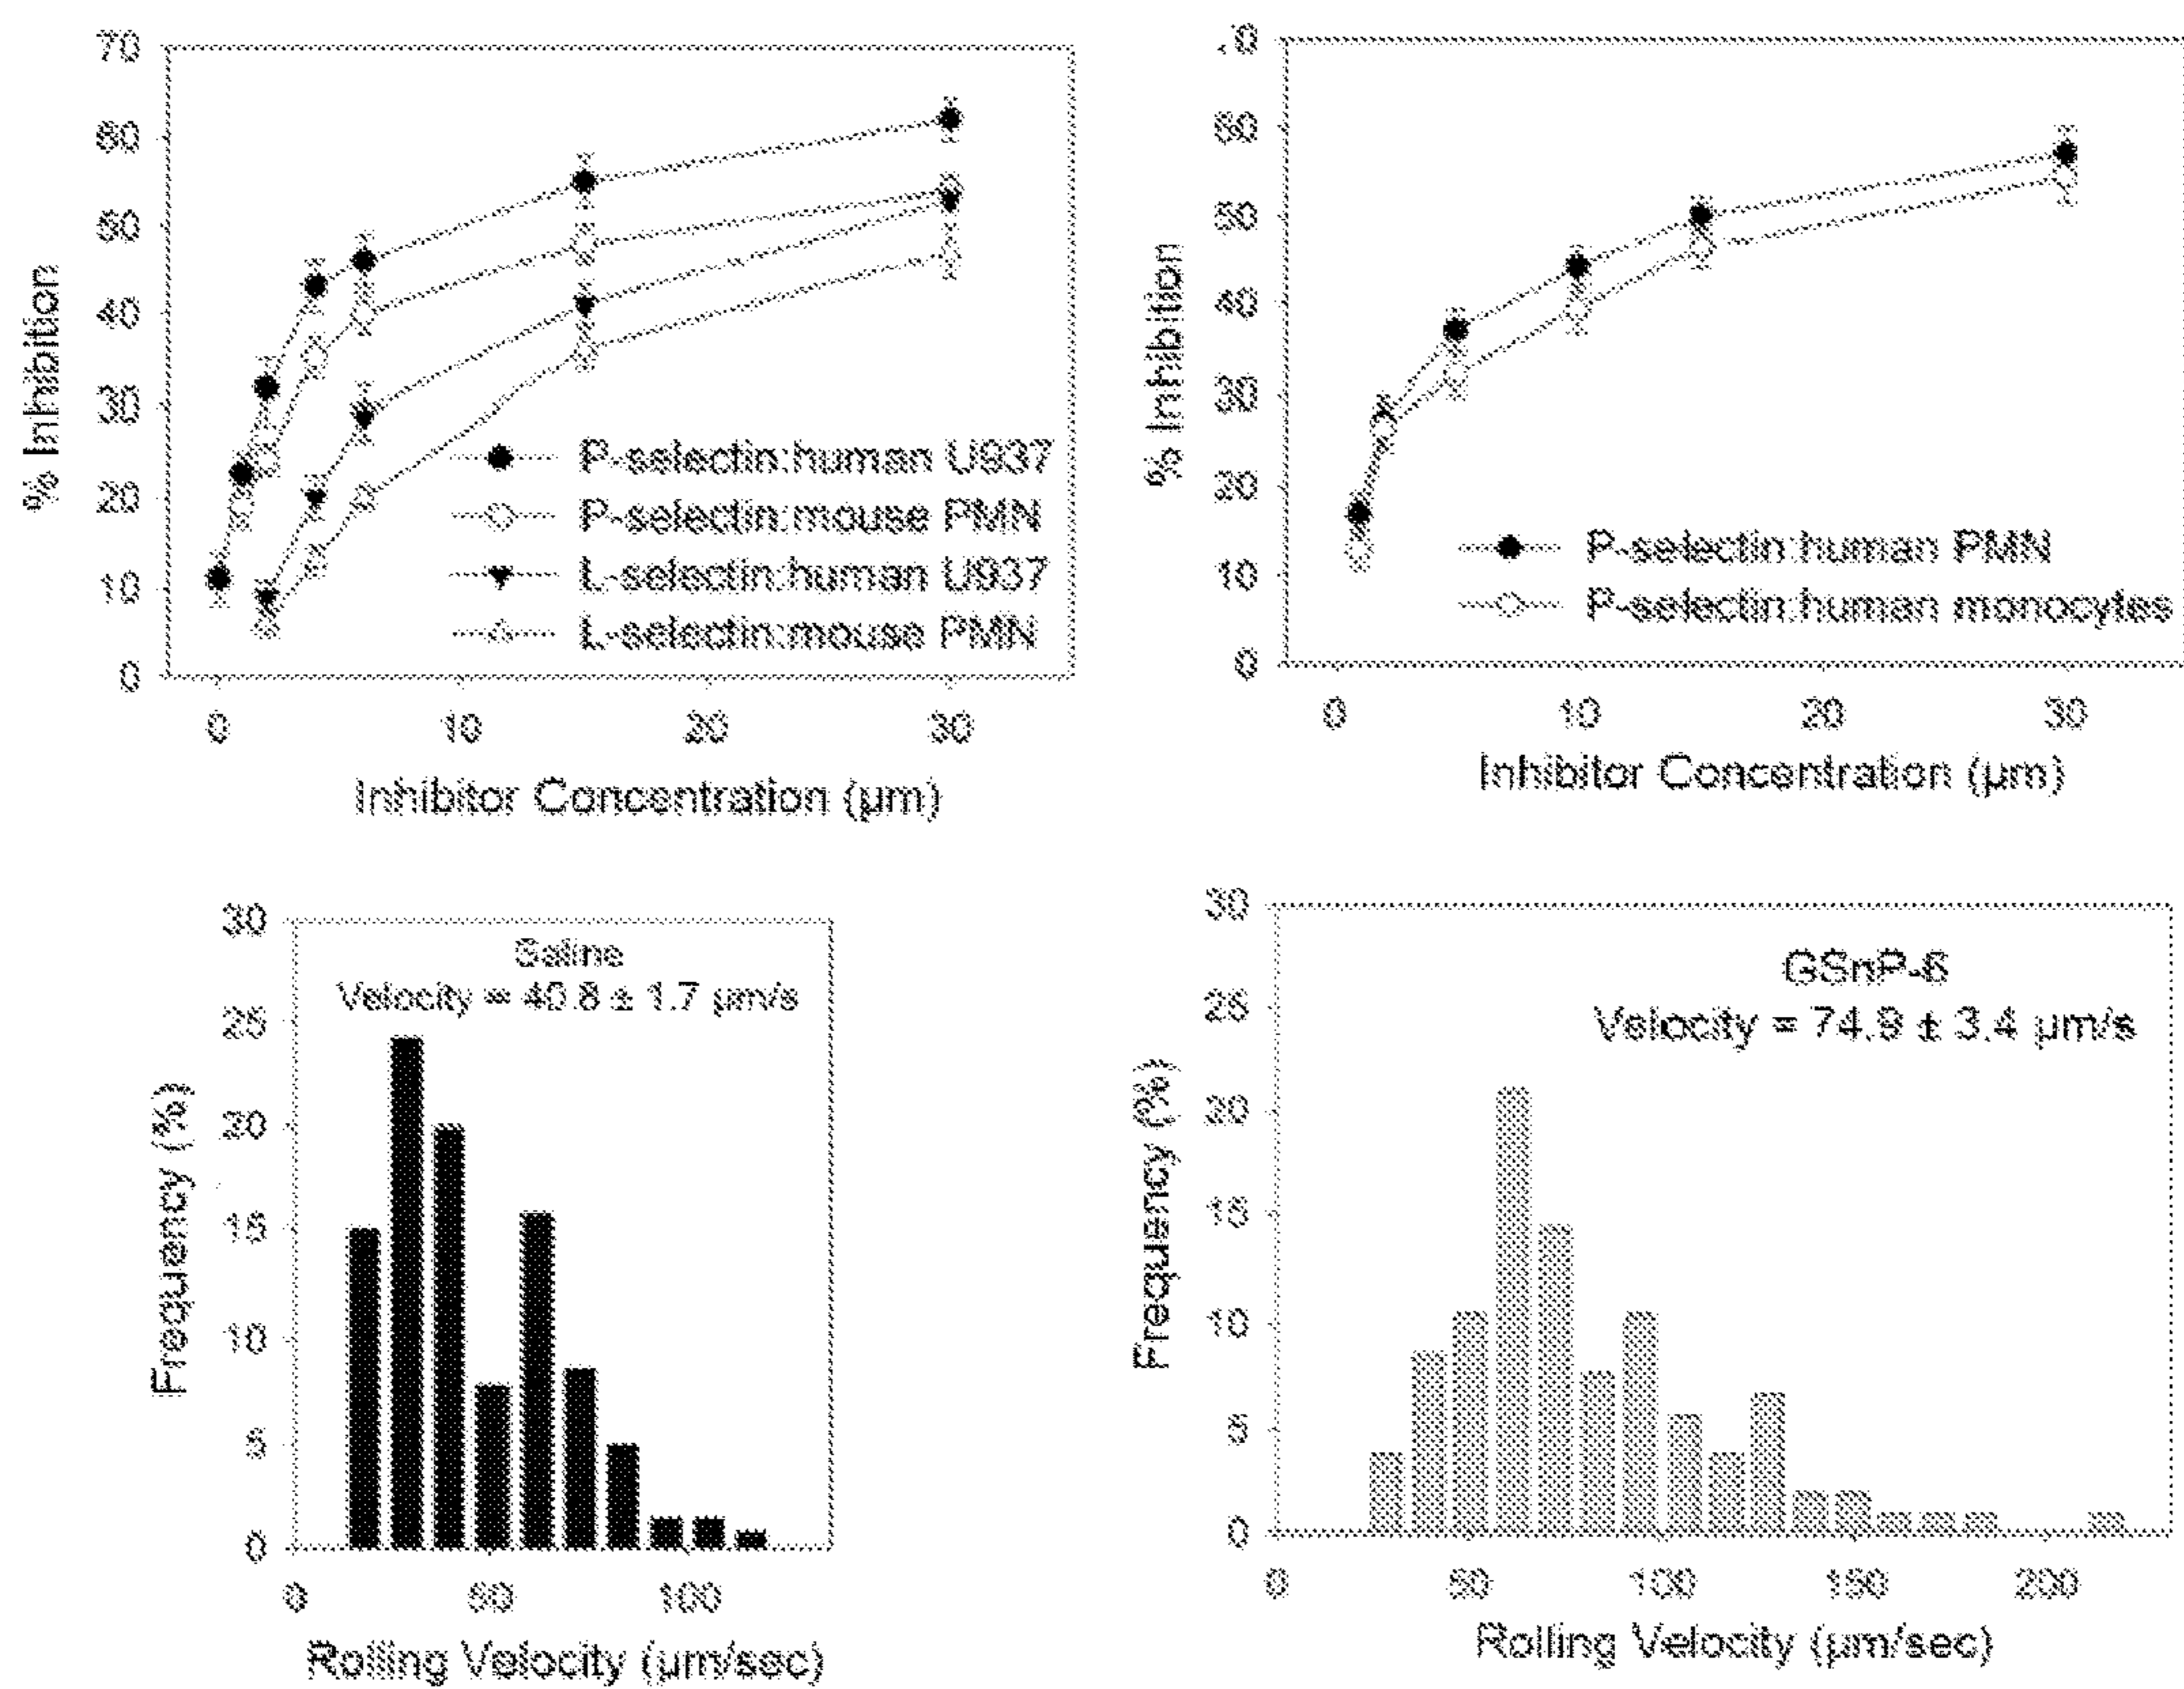 70
60
50
40
30
20
10
0
% Inhibition
P-selectin:human U937
P-selectin:mouse PMN
L-selectin:human U937
L-selectin:mouse PMN
0 10 20 30
Inhibitor Concentration (µm)
60
50
40
30
20
10
0
% Inhibition
P-selectin:human PMN
P-selectin:human monocytes
0 10 20 30
Inhibitor Concentration (µm)
30
25
20
15
10
5
0
Frequency (%)
Saline
Velocity = 40.8 ± 1.7 µm/s
0 50 100
Rolling Velocity (µm/sec)
30
25
20
15
10
5
0
Frequency (%)
GSnP-6
Velocity = 74.9 ± 3.4 µm/s
0 50 100 150 200
Rolling Velocity (µm/sec)